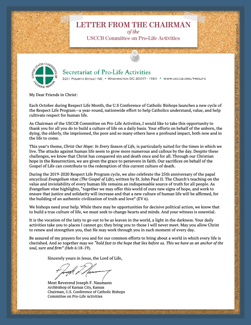 LETTER FROM THE CHAIRMAN
of the
USCCB Committee on Pro-Life Activities
Secretariat of Pro-Life Activities
3211 FOURTH STREET NE • WASHINGTON DC 20017-1194 • WWW.USCCB.ORG/PROLIFE
My Dear Friends in Christ:
Each October during Respect Life Month, the U.S Conference of Catholic Bishops launches a new cycle of
the Respect Life Program—a year-round, nationwide effort to help Catholics understand, value, and help
cultivate respect for human life.
As Chairman of the USCCB Committee on Pro-Life Activities, I would like to take this opportunity to
thank you for all you do to build a culture of life on a daily basis. Your efforts on behalf of the unborn, the
dying, the elderly, the imprisoned, the poor and so many others have a profound impact, both now and in
the life to come.
This year's theme, Christ Our Hope: In Every Season of Life, is particularly suited for the times in which we
live. The attacks against human life seem to grow more numerous and callous by the day. Despite these
challenges, we know that Christ has conquered sin and death once and for all. Through our Christian
hope in the Resurrection, we are given the grace to persevere in faith. Our sacrifices on behalf of the
Gospel of Life can contribute to the redemption of this current culture of death.
During the 2019-2020 Respect Life Program cycle, we also celebrate the 25th anniversary of the papal
encyclical Evangelium vitae (The Gospel of Life), written by St. John Paul II. The Church's teaching on the
value and inviolability of every human life remains an indispensable source of truth for all people. As
Evangelium vitae highlights, "together we may offer this world of ours new signs of hope, and work to
ensure that justice and solidarity will increase and that a new culture of human life will be affirmed, for
the building of an authentic civilization of truth and love" (EV 6).
We bishops need your help. While there may be opportunities for decisive political action, we know that
to build a true culture of life, we must seek to change hearts and minds. And your witness is essential.
It is the vocation of the laity to go out to be as leaven in the world, a light in the darkness. Your daily
activities take you to places I cannot go; they bring you to those I will never meet. May you allow Christ
to renew and strengthen you, that He may work through you in each moment of every day.
Be assured of my prayers for you and for our common efforts to bring about a world in which every life is
cherished. And so together may we "hold fast to the hope that lies before us. This we have as an anchor of the
soul, sure and firm" (Heb 6:18-19).
Sincerely yours in Jesus, the Lord of Life,
Most Reverend Joseph F. Naumann
Archbishop of Kansas City, Kansas
Chairman, U.S. Conference of Catholic Bishops
Committee on Pro-Life Activities